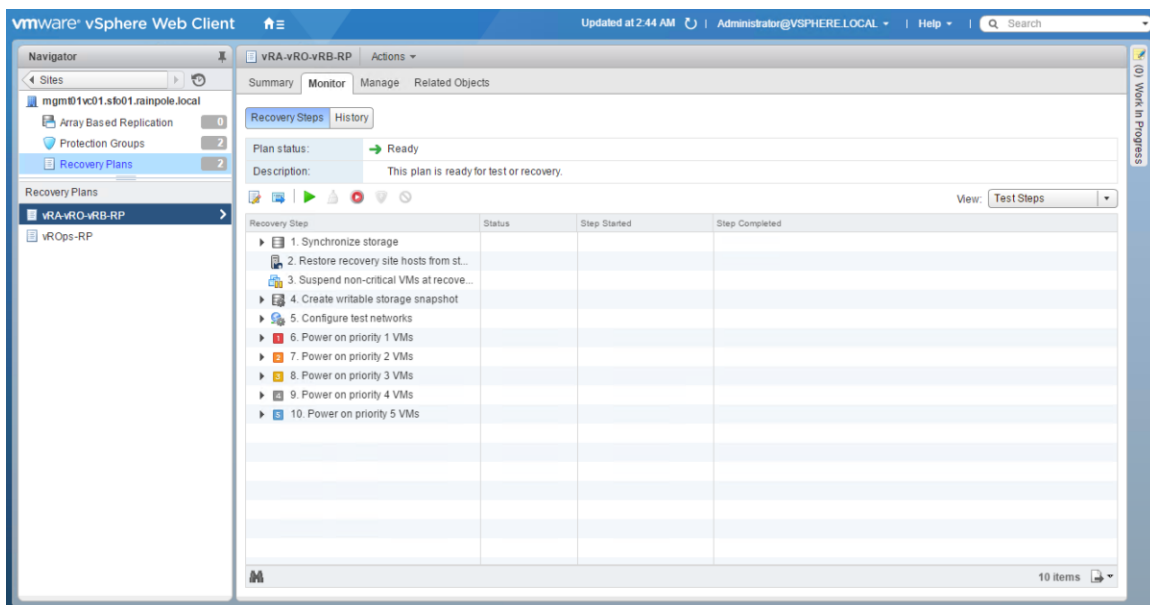 vmware® vSphere Web Client
Updated at 2:44 AM | Administrator@VSPHERE.LOCAL | Help | Search
Navigator
Sites
mgmt01vc01.sfo01.rainpole.local
Array Based Replication 0
Protection Groups 2
Recovery Plans 2
Recovery Plans
vRA-vRO-vRB-RP
vROps-RP
vRA-vRO-vRB-RP Actions
Summary Monitor Manage Related Objects
Recovery Steps History
Plan status: Ready
Description: This plan is ready for test or recovery.
View: Test Steps
Recovery Step Status Step Started Step Completed
1. Synchronize storage
2. Restore recovery site hosts from st...
3. Suspend non-critical VMs at recove...
4. Create writable storage snapshot
5. Configure test networks
1 6. Power on priority 1 VMs
2 7. Power on priority 2 VMs
3 8. Power on priority 3 VMs
4 9. Power on priority 4 VMs
5 10. Power on priority 5 VMs
10 items
(0) Work In Progress